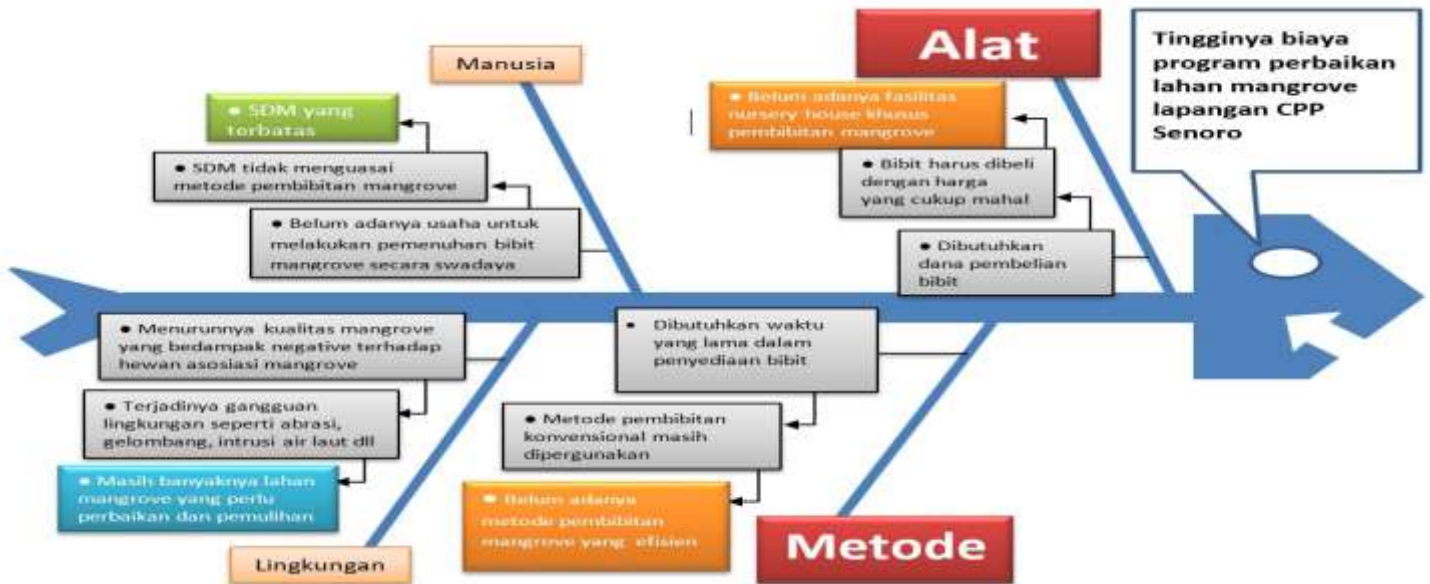 Manusia
● SDM yang
terbatas
● SDM tidak menguasai
metode pembibitan mangrove
● Belum adanya usaha untuk
melakukan pemenuhan bibit
mangrove secara swadaya
Alat
● Belum adanya fasilitas
nursery house khusus
pembibitan mangrove
● Bibit harus dibeli
dengan harga
yang cukup mahal
● Dibutuhkan
dana pembelian
bibit
Tingginya biaya
program perbaikan
lahan mangrove
lapangan CPP
Senoro
● Menurunnya kualitas mangrove
yang bedampak negative terhadap
hewan asosiasi mangrove
● Terjadinya gangguan
lingkungan seperti abrasi,
gelombang, intrusi air laut dll
● Masih banyaknya lahan
mangrove yang perlu
perbaikan dan pemulihan
Lingkungan
• Dibutuhkan waktu
yang lama dalam
penyediaan bibit
● Metode pembibitan
konvensional masih
dipergunakan
● Belum adanya
metode pembibitan
mangrove yang efisien
Metode